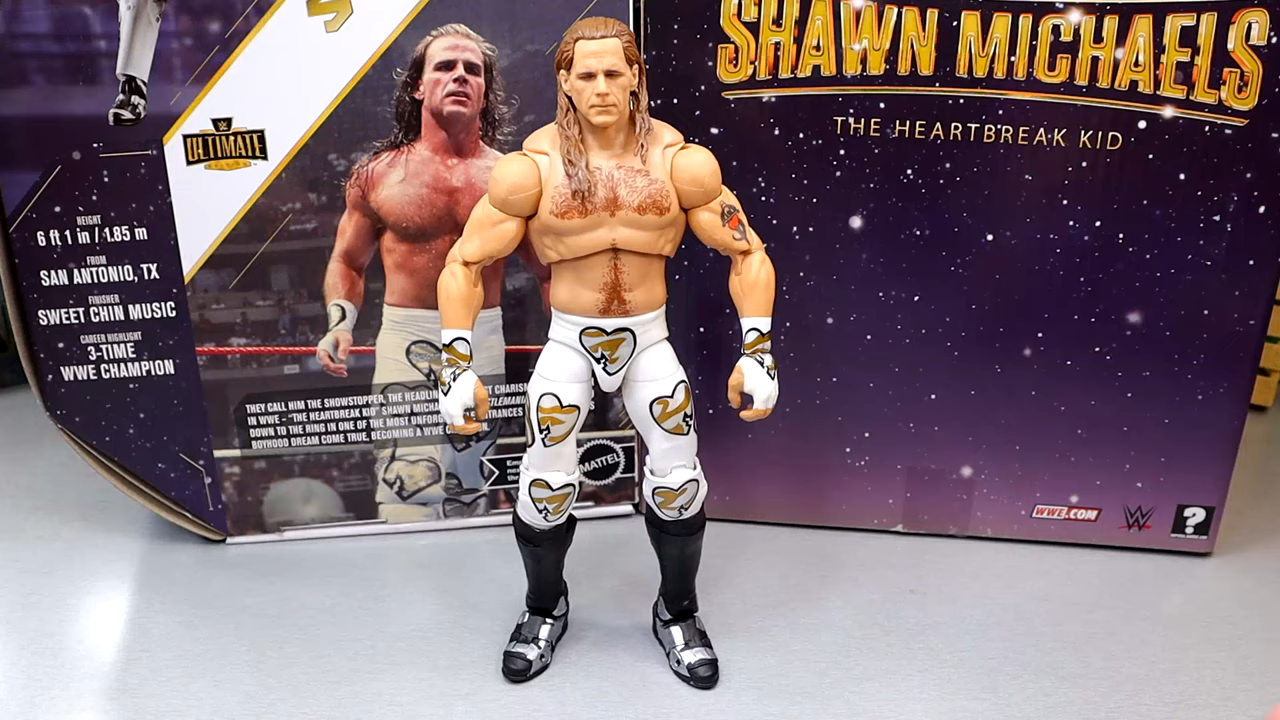 SHAWN MICHAELS
THE HEARTBREAK KID
W
ULTIMATE
HEIGHT
6 ft 1 in / 1.85 m
FROM
SAN ANTONIO, TX
FINISHER
SWEET CHIN MUSIC
CAREER HIGHLIGHT
3-TIME
WWE CHAMPION
THEY CALL HIM THE SHOWSTOPPER, THE HEADLIN
T CHARISM
IN WWE – "THE HEARTBREAK KID" SHAWN MICHA
TLEMANI
DOWN TO THE RING IN ONE OF THE MOST UNFORG
NTRANCES
BOYHOOD DREAM COME TRUE, BECOMING A WWE C
MATTEL
WWE.COM
W
?